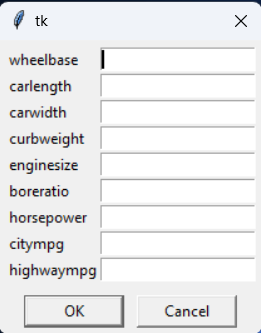 tk
wheelbase
carlength
carwidth
curbweight
enginesize
boreratio
horsepower
citympg
highwaympg
OK Cancel